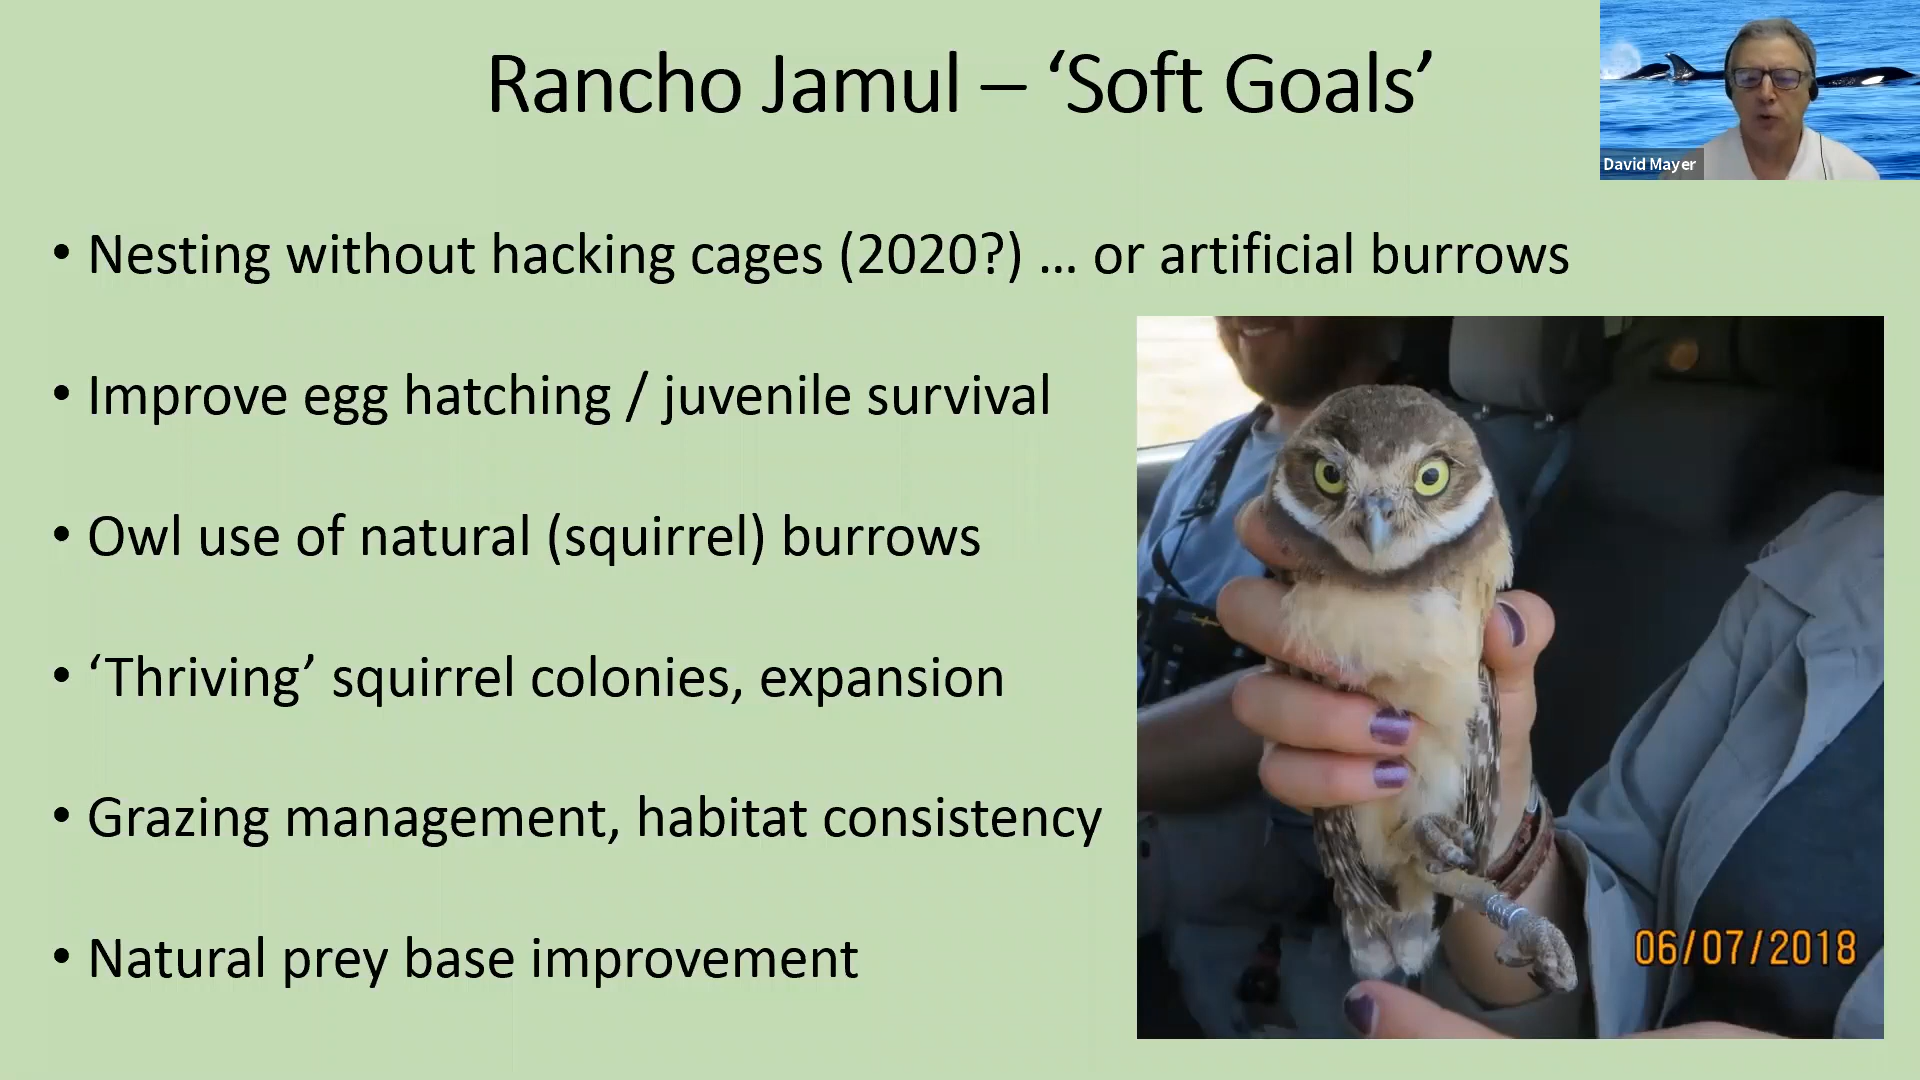 Rancho Jamul – ‘Soft Goals’
David Mayer
• Nesting without hacking cages (2020?) ... or artificial burrows
• Improve egg hatching / juvenile survival
• Owl use of natural (squirrel) burrows
• ‘Thriving’ squirrel colonies, expansion
• Grazing management, habitat consistency
• Natural prey base improvement
06/07/2018